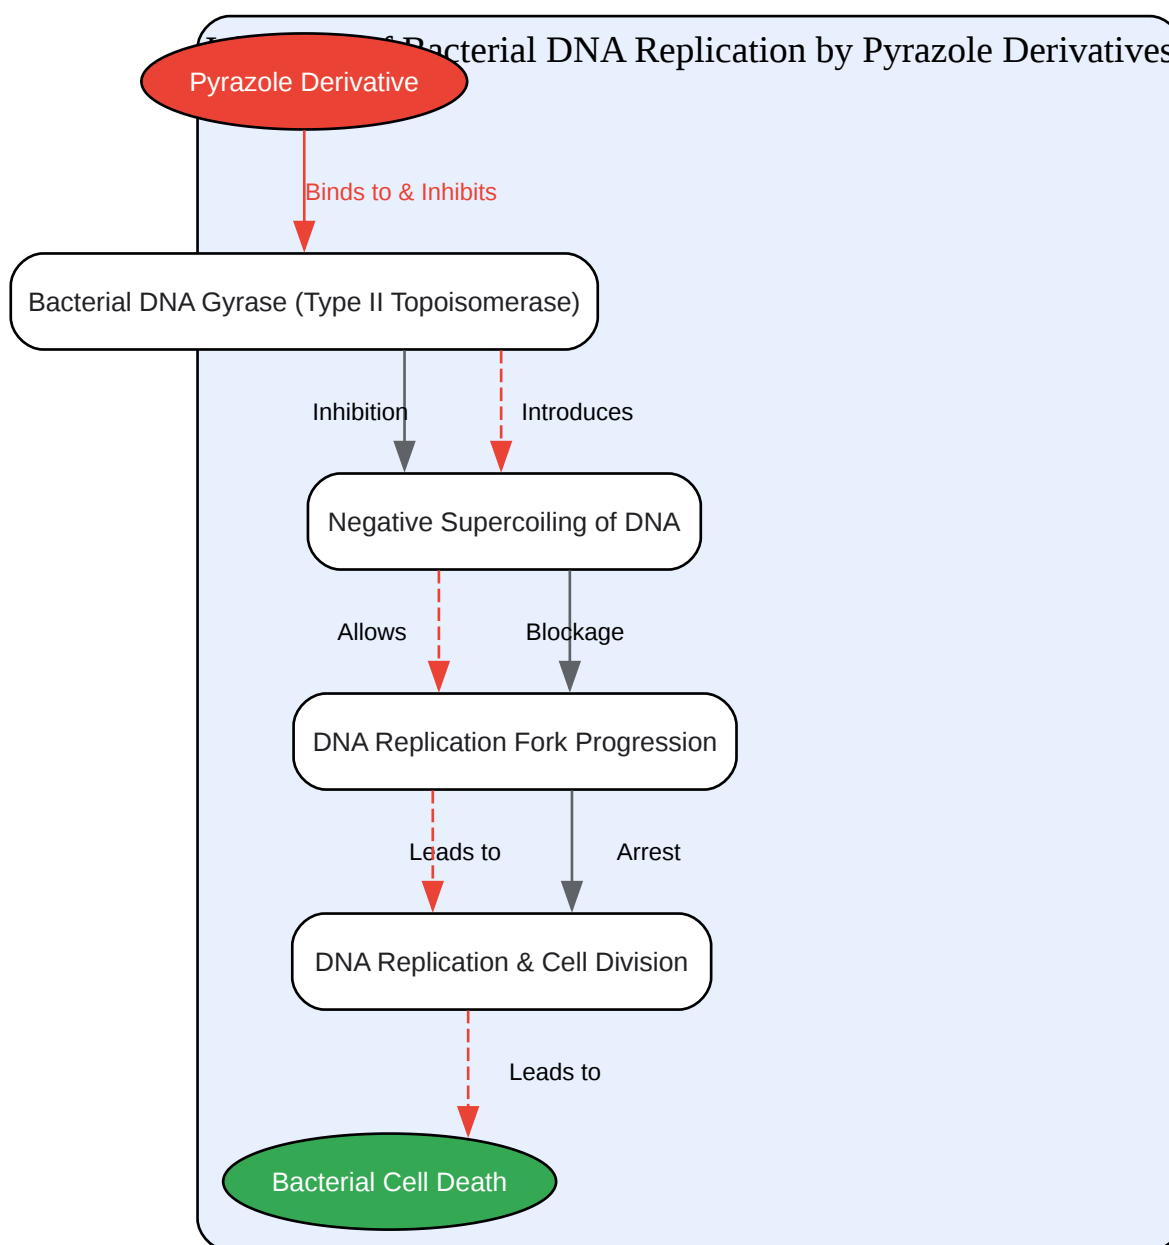 Bacterial DNA Replication by Pyrazole Derivatives
Pyrazole Derivative
Binds to & Inhibits
Bacterial DNA Gyrase (Type II Topoisomerase)
Inhibition
Introduces
Negative Supercoiling of DNA
Allows
Blockage
DNA Replication Fork Progression
Leads to
Arrest
DNA Replication & Cell Division
Leads to
Bacterial Cell Death